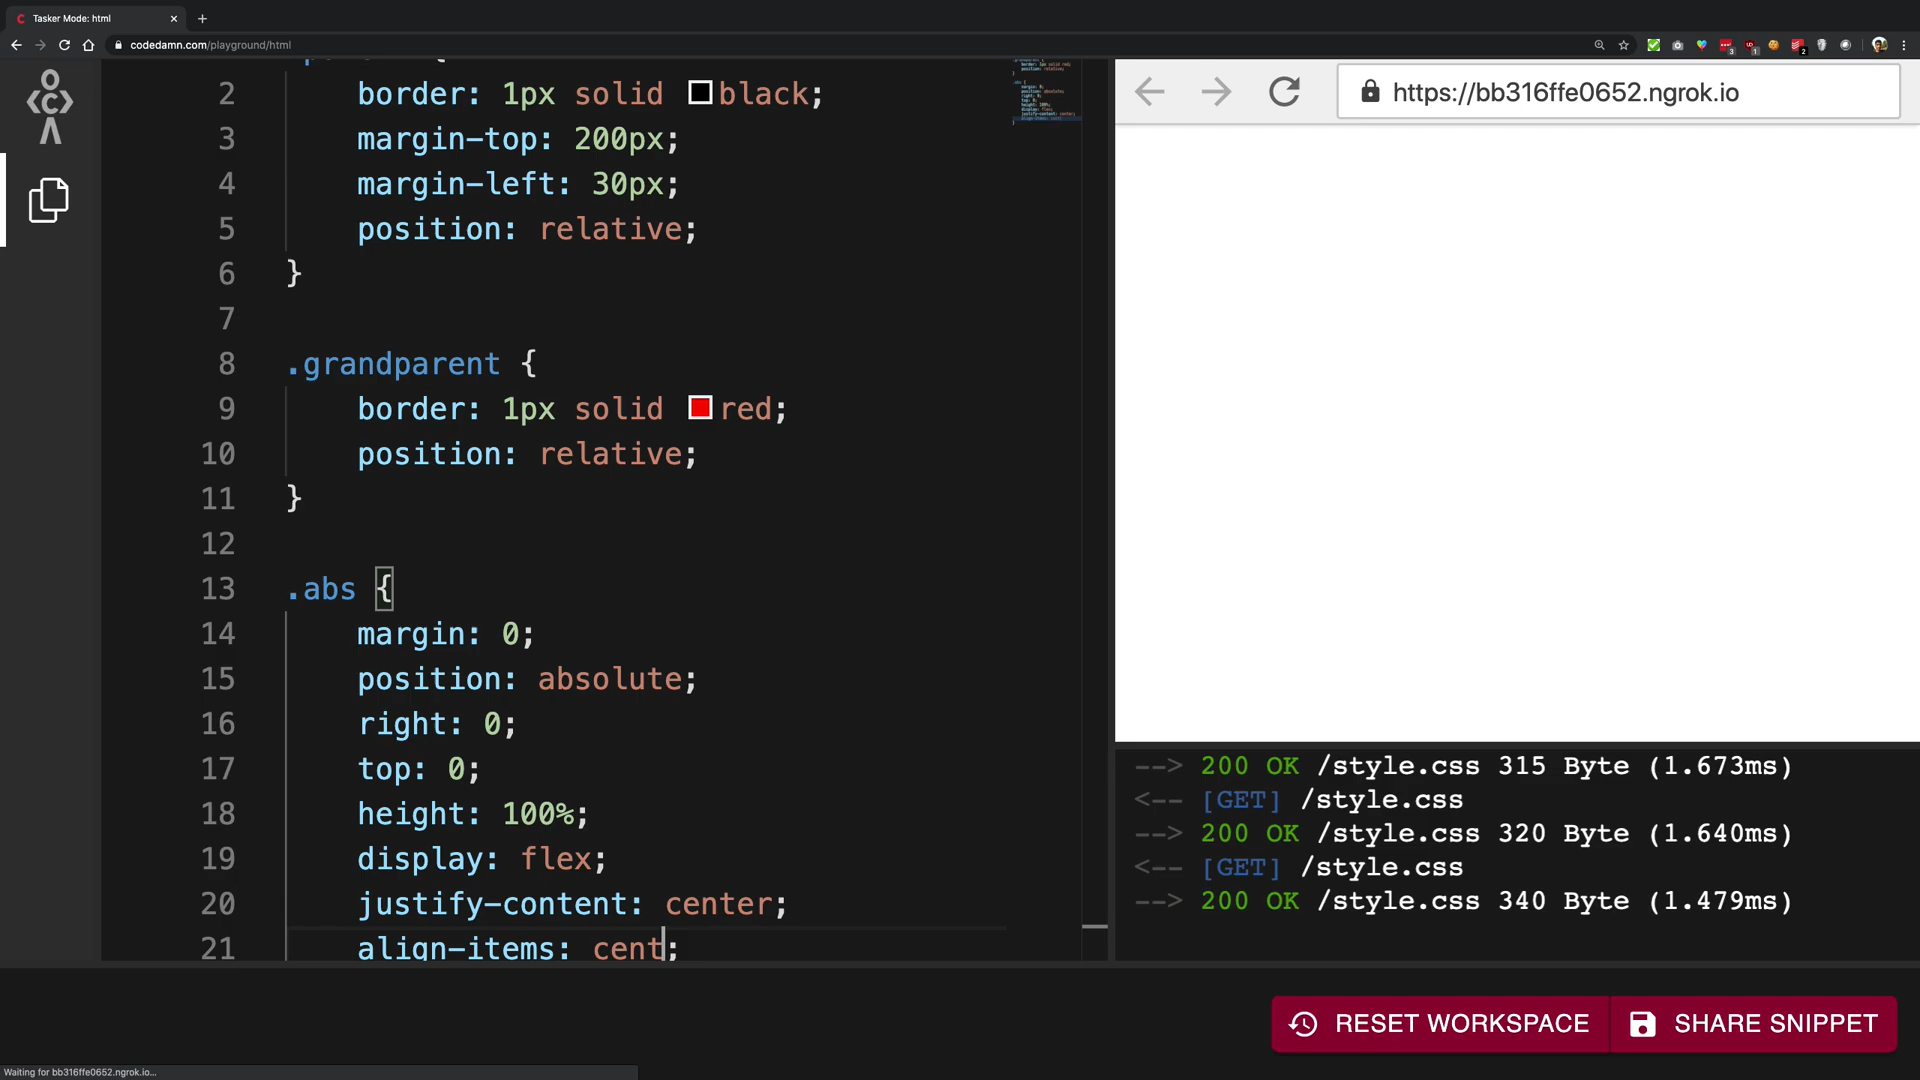 Tasker Mode: html
codedamn.com/playground/html
2 border: 1px solid black;
3 margin-top: 200px;
4 margin-left: 30px;
5 position: relative;
6 }
7
8 .grandparent {
9 border: 1px solid red;
10 position: relative;
11 }
12
13 .abs {
14 margin: 0;
15 position: absolute;
16 right: 0;
17 top: 0;
18 height: 100%;
19 display: flex;
20 justify-content: center;
21 align-items: cent;
https://bb316ffe0652.ngrok.io
--> 200 OK /style.css 315 Byte (1.673ms)
<-- [GET] /style.css
--> 200 OK /style.css 320 Byte (1.640ms)
<-- [GET] /style.css
--> 200 OK /style.css 340 Byte (1.479ms)
RESET WORKSPACE
SHARE SNIPPET
Waiting for bb316ffe0652.ngrok.io...